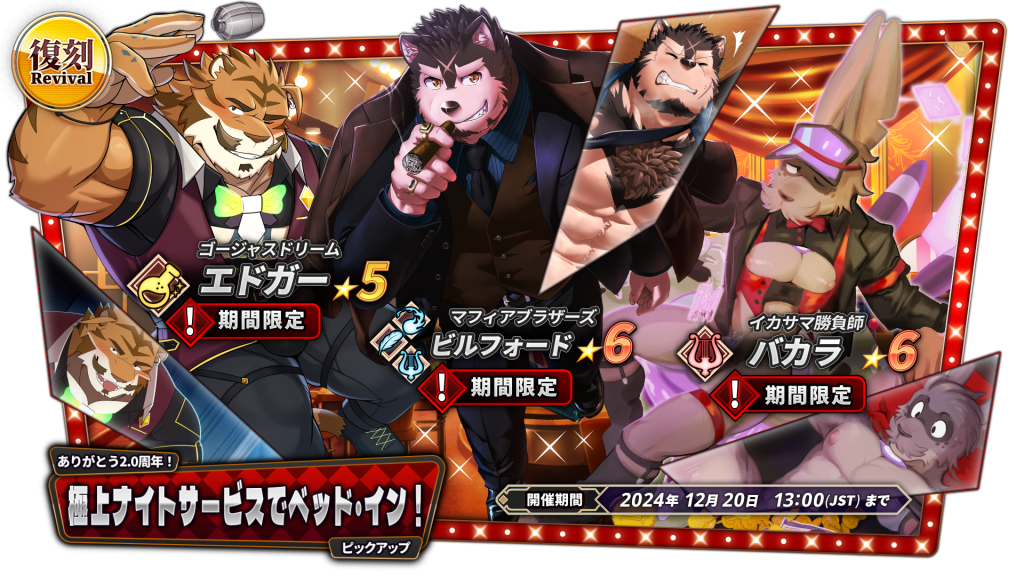 復刻
Revival
ゴージャスドリーム
エドガー
★5
! 期間限定
マフィアブラザーズ
ビルフォード
★6
! 期間限定
イカサマ勝負師
バカラ
★6
! 期間限定
ありがとう2.0周年！
極上ナイトサービスでベッド・イン！
ピックアップ
開催期間 2024年 12月 20日 13:00(JST) まで